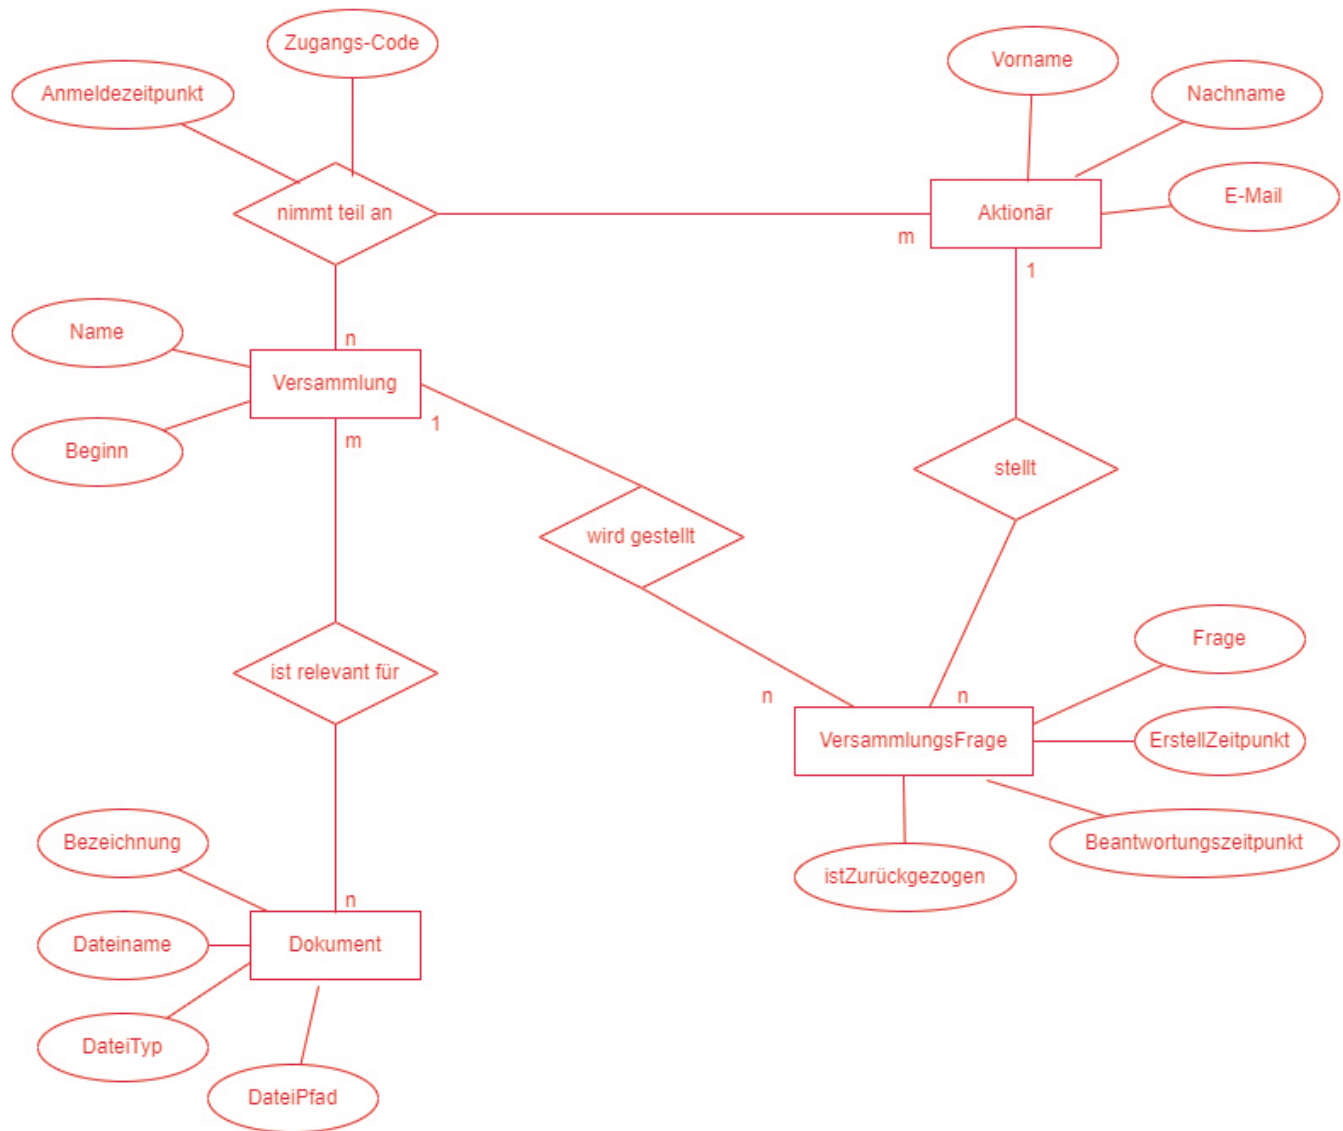 Zugangs-Code
Vorname
Anmeldezeitpunkt
Nachname
E-Mail
nimmt teil an
Aktionär
m
1
Name
n
Versammlung
1
m
Beginn
stellt
wird gestellt
Frage
ist relevant für
n
n
VersammlungsFrage
ErstellZeitpunkt
Bezeichnung
Beantwortungszeitpunkt
istZurückgezogen
n
Dateiname
Dokument
DateiTyp
DateiPfad